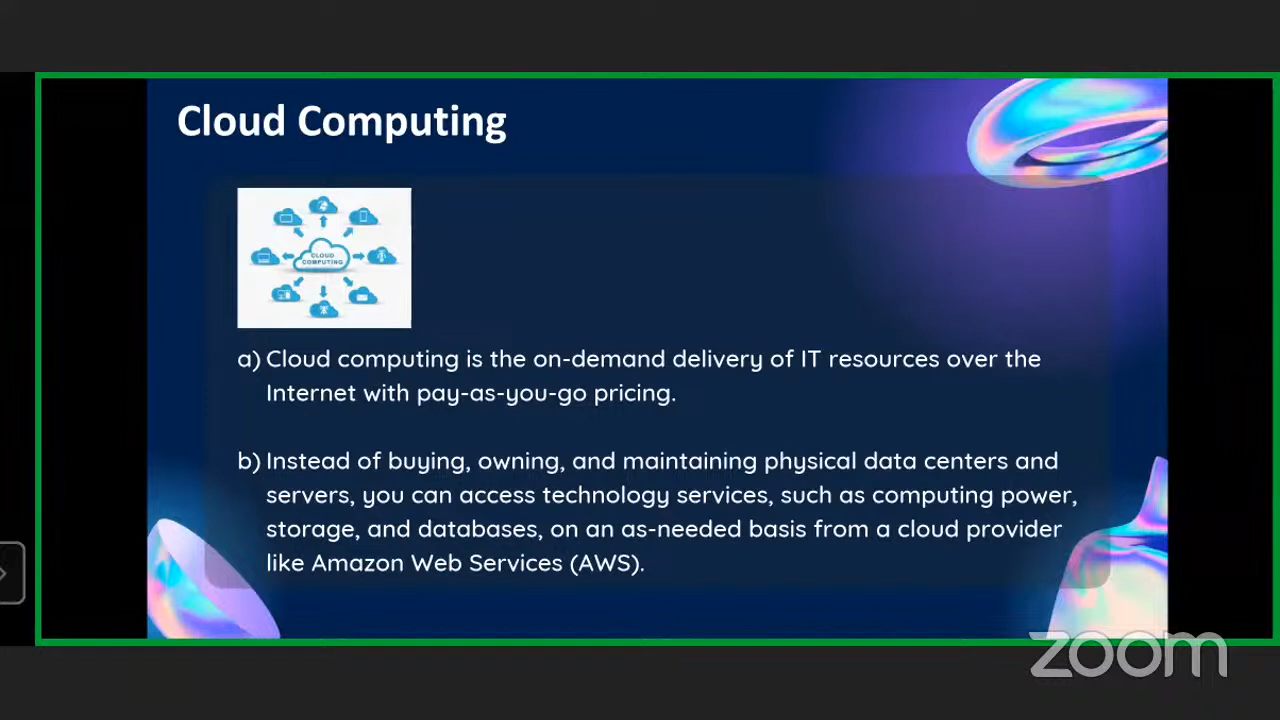 Cloud Computing
CLOUD
COMPUTING
a) Cloud computing is the on-demand delivery of IT resources over the
Internet with pay-as-you-go pricing.
b) Instead of buying, owning, and maintaining physical data centers and
servers, you can access technology services, such as computing power,
storage, and databases, on an as-needed basis from a cloud provider
like Amazon Web Services (AWS).
zoom